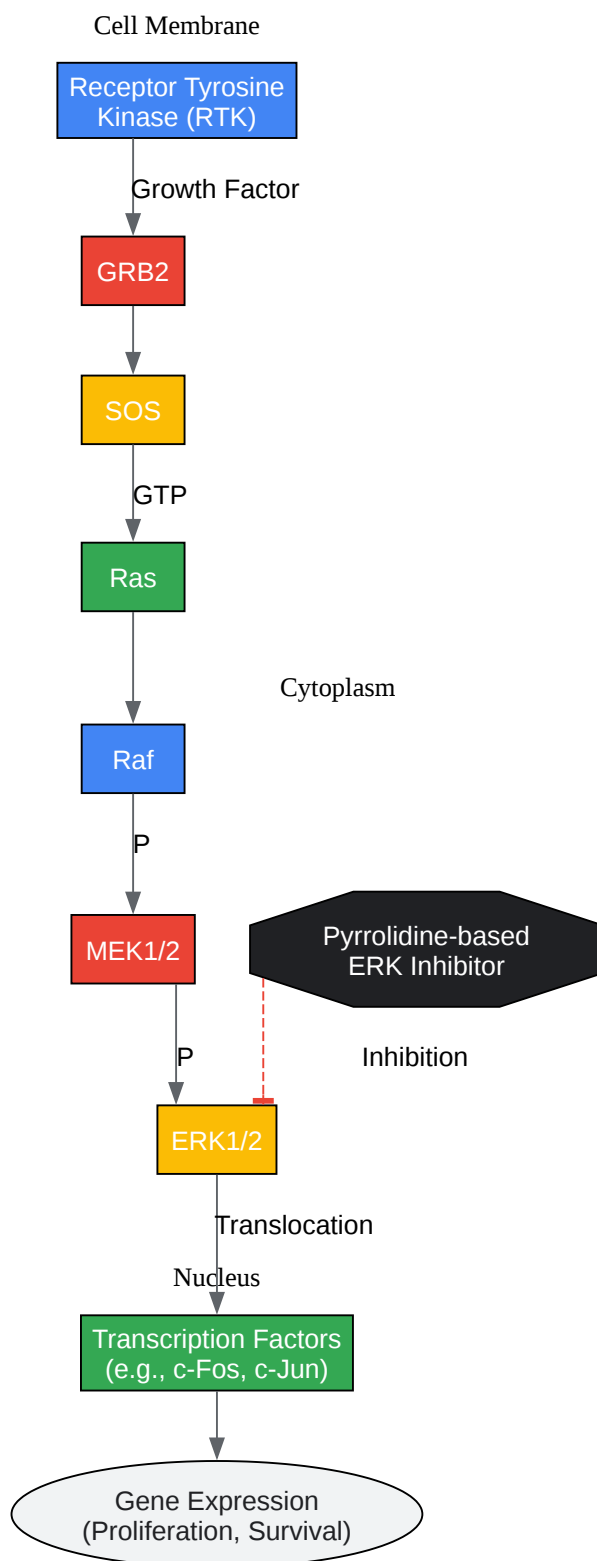 Cell Membrane
Receptor Tyrosine
Kinase (RTK)
Growth Factor
GRB2
SOS
GTP
Ras
Cytoplasm
Raf
P
MEK1/2
Pyrrolidine-based
ERK Inhibitor
P
Inhibition
ERK1/2
Translocation
Nucleus
Transcription Factors
(e.g., c-Fos, c-Jun)
Gene Expression
(Proliferation, Survival)